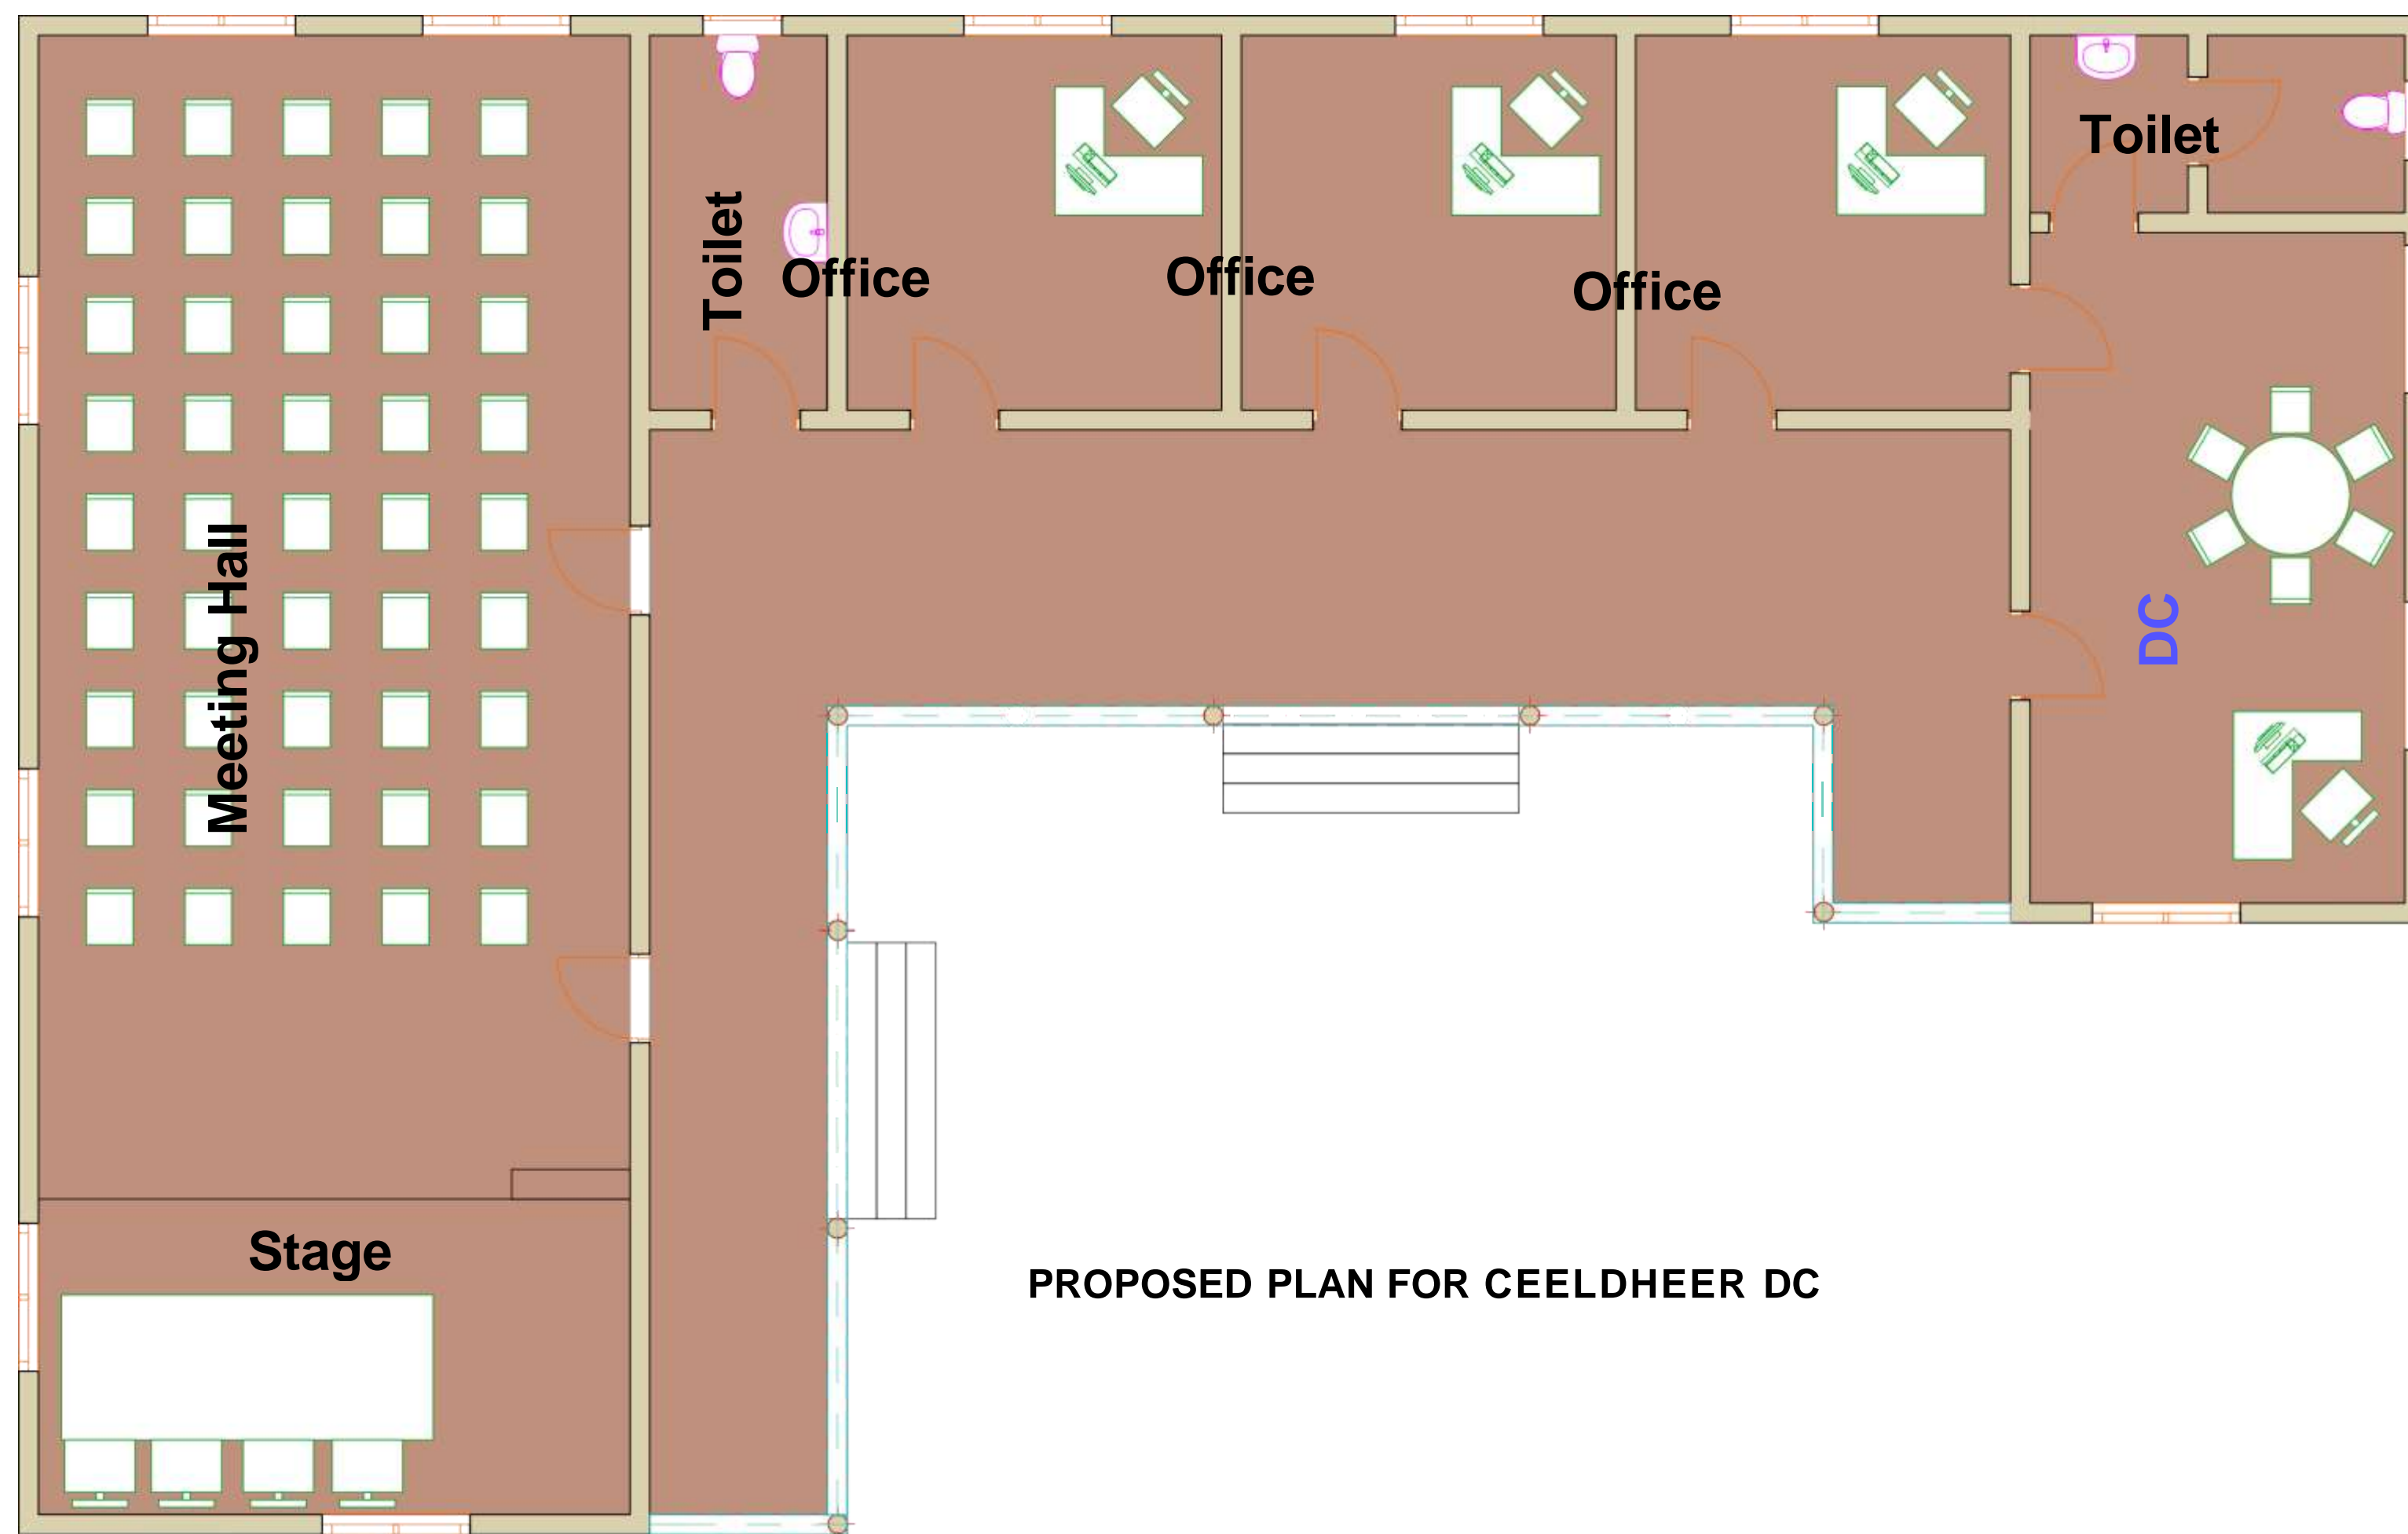 Toilet
Toilet
Office
Office
Office
Meeting Hall
DC
Stage
PROPOSED PLAN FOR CEELDHEER DC